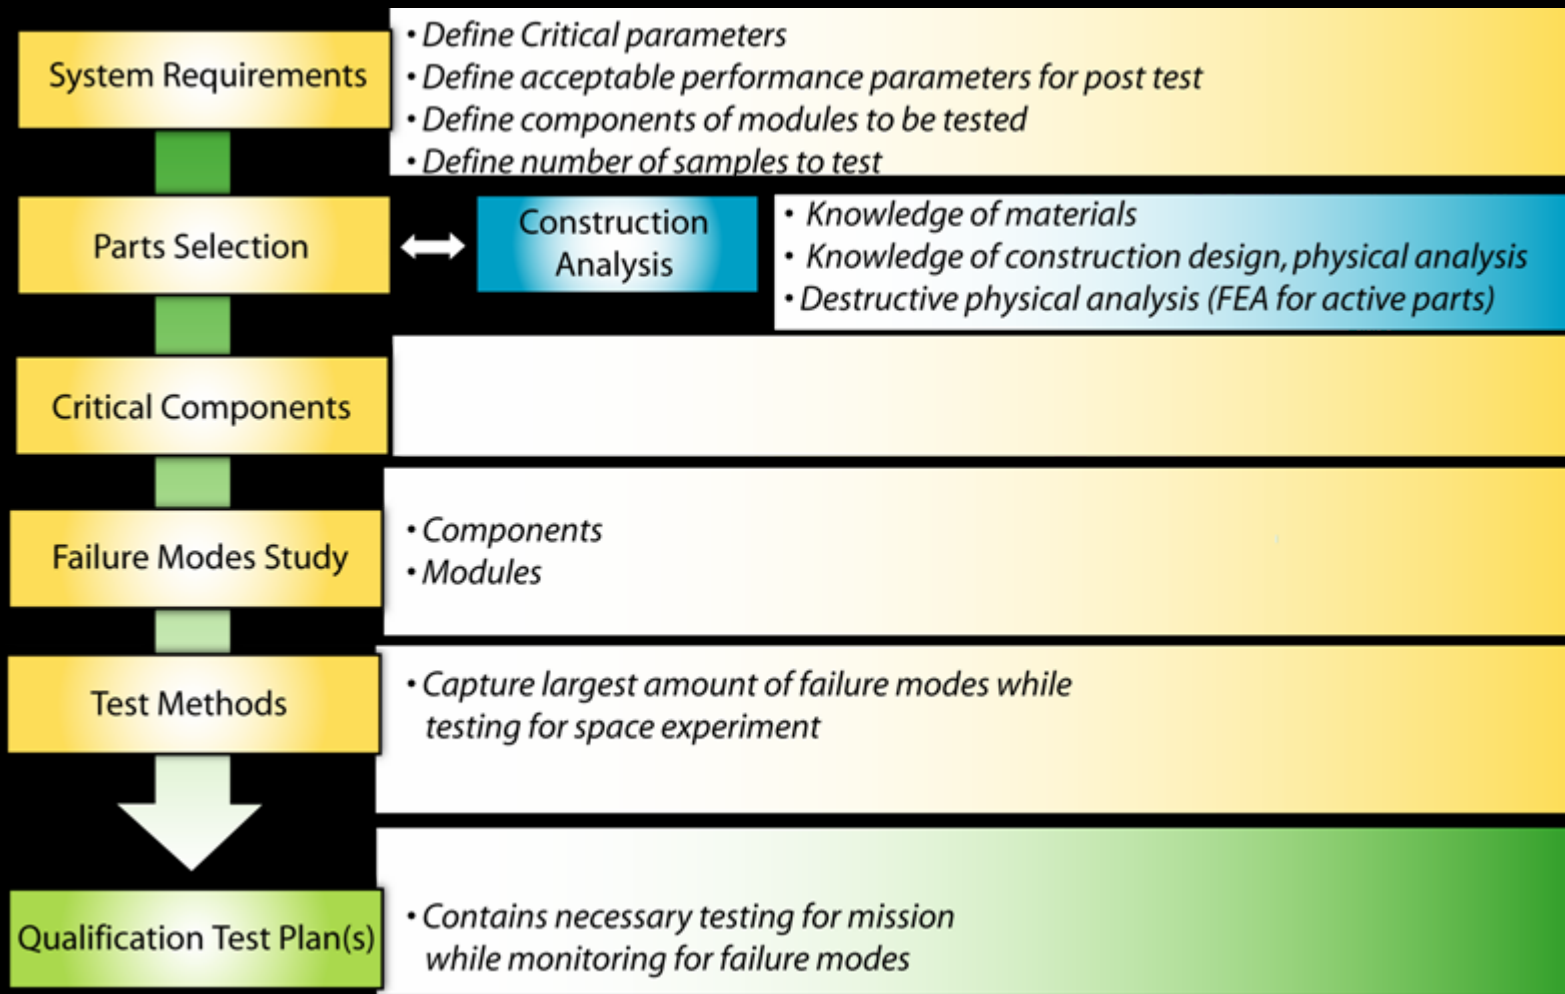 System Requirements
• Define Critical parameters
• Define acceptable performance parameters for post test
• Define components of modules to be tested
• Define number of samples to test
Parts Selection
Construction
Analysis
• Knowledge of materials
• Knowledge of construction design, physical analysis
• Destructive physical analysis (FEA for active parts)
Critical Components
Failure Modes Study
• Components
• Modules
Test Methods
• Capture largest amount of failure modes while
testing for space experiment
Qualification Test Plan(s)
• Contains necessary testing for mission
while monitoring for failure modes